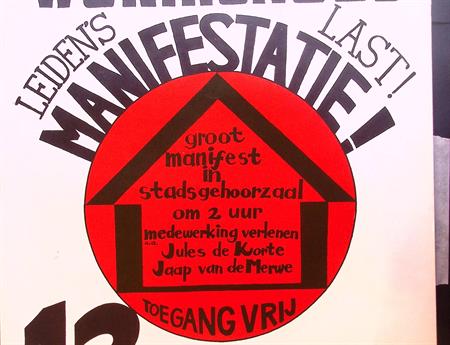 LEIDEN'S LAST!
MANIFESTATIE!
groot
manifest
in
stadsgehoorzaal
om 2 uur
medewerking verlenen
o.a.
Jules de Korte
Jaap van de Merwe
TOEGANG VRIJ